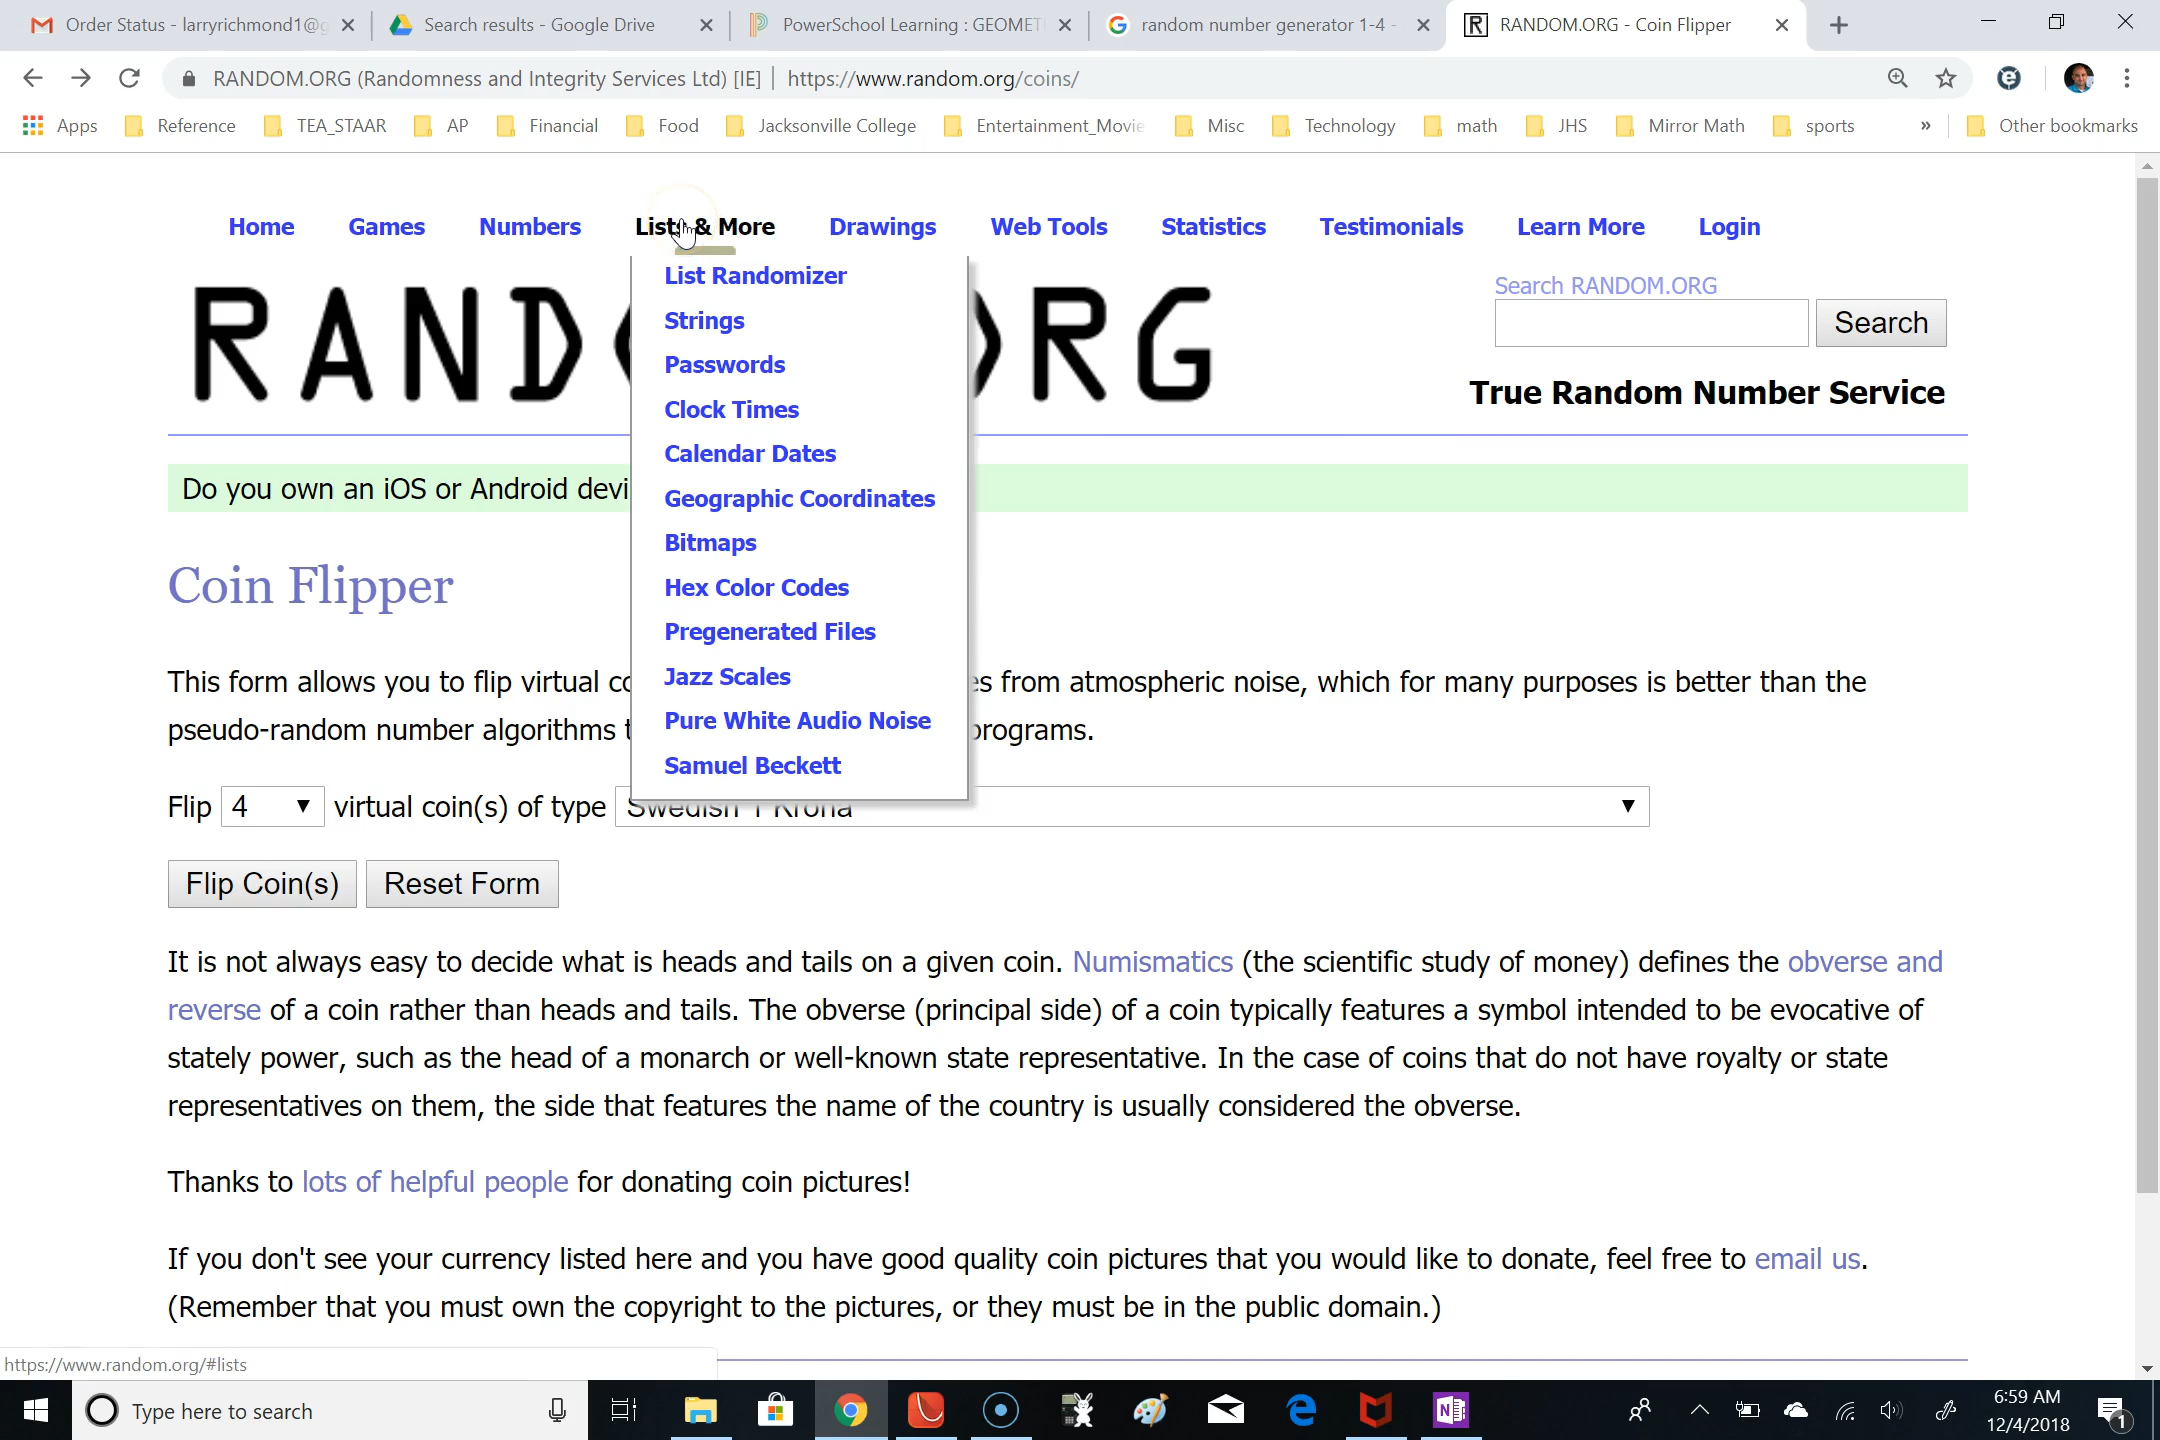 Order Status - larryrichmond1@g
Search results - Google Drive
PowerSchool Learning : GEOMET
random number generator 1-4 -
RANDOM.ORG - Coin Flipper
RANDOM.ORG (Randomness and Integrity Services Ltd) [IE] | https://www.random.org/coins/
Apps Reference TEA_STAAR AP Financial Food Jacksonville College Entertainment_Movie Misc Technology math JHS Mirror Math sports » Other bookmarks
Home Games Numbers Lists & More Drawings Web Tools Statistics Testimonials Learn More Login
List Randomizer
Strings
Passwords
Clock Times
Calendar Dates
Geographic Coordinates
Bitmaps
Hex Color Codes
Pregenerated Files
Jazz Scales
Pure White Audio Noise
Samuel Beckett
RAND RG
Search RANDOM.ORG
Search
True Random Number Service
Do you own an iOS or Android devi
Coin Flipper
This form allows you to flip virtual co es from atmospheric noise, which for many purposes is better than the
pseudo-random number algorithms t programs.
Flip 4 virtual coin(s) of type Swedish 1 Krona
Flip Coin(s) Reset Form
It is not always easy to decide what is heads and tails on a given coin. Numismatics (the scientific study of money) defines the obverse and
reverse of a coin rather than heads and tails. The obverse (principal side) of a coin typically features a symbol intended to be evocative of
stately power, such as the head of a monarch or well-known state representative. In the case of coins that do not have royalty or state
representatives on them, the side that features the name of the country is usually considered the obverse.
Thanks to lots of helpful people for donating coin pictures!
If you don't see your currency listed here and you have good quality coin pictures that you would like to donate, feel free to email us.
(Remember that you must own the copyright to the pictures, or they must be in the public domain.)
https://www.random.org/#lists
Type here to search
6:59 AM
12/4/2018
1